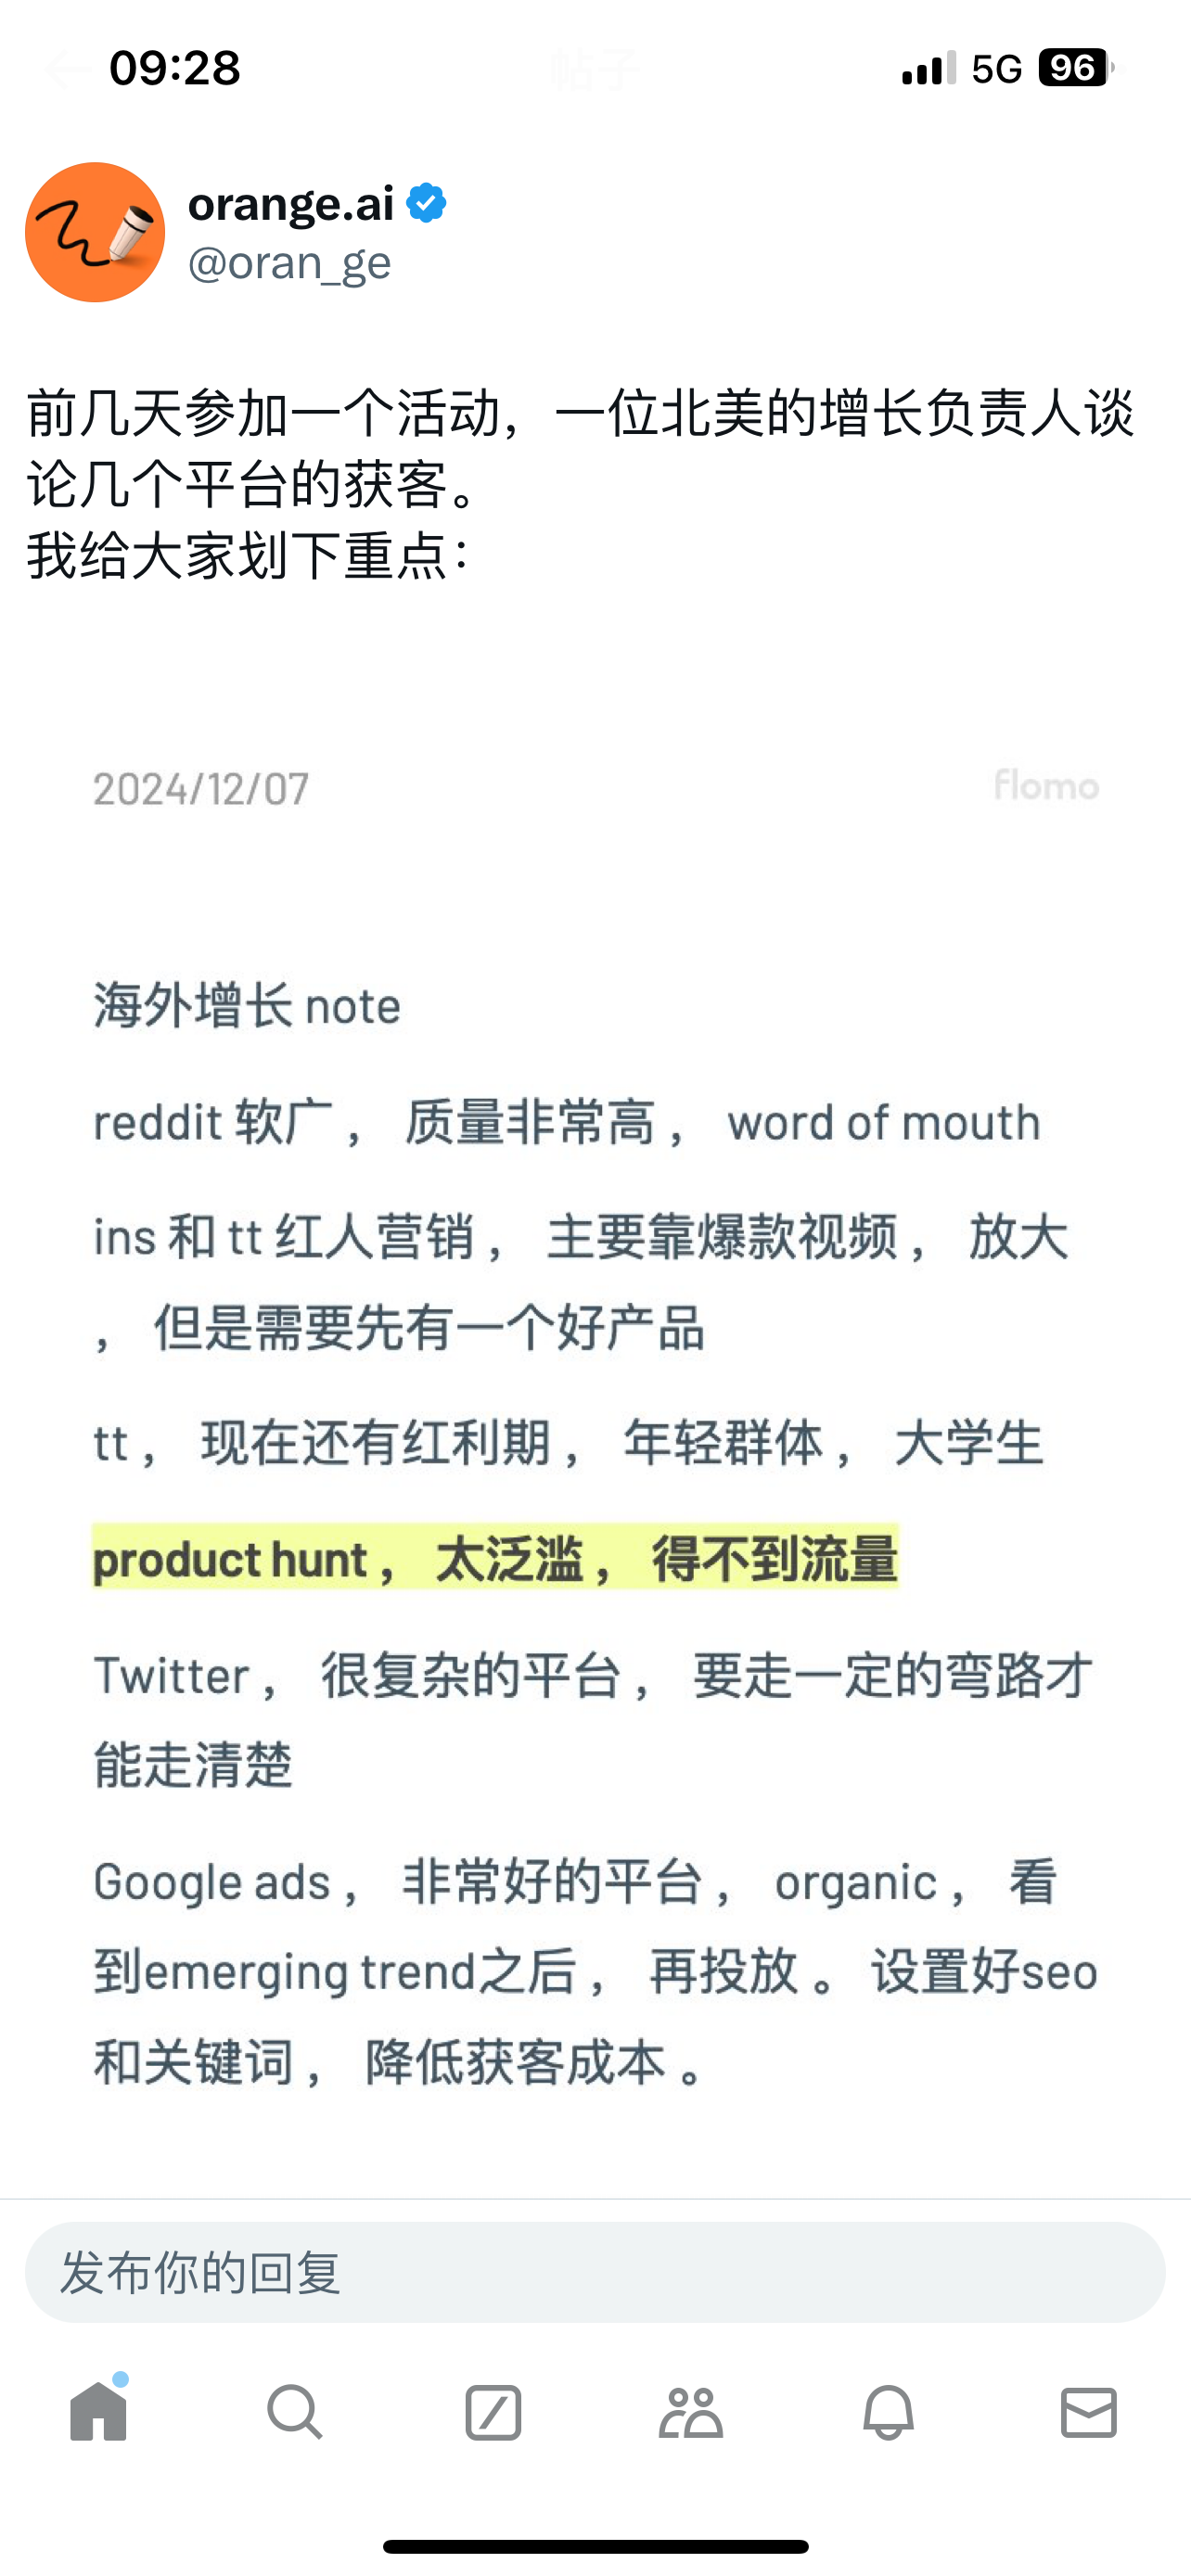 09:28
帖子
5G 96
orange.ai
@oran_ge
前几天参加一个活动， 一位北美的增长负责人谈
论几个平台的获客。
我给大家划下重点：
2024/12/07
flomo
海外增长 note
reddit 软广， 质量非常高， word of mouth
ins 和 tt 红人营销， 主要靠爆款视频， 放大
， 但是需要先有一个好产品
tt， 现在还有红利期， 年轻群体， 大学生
product hunt， 太泛滥， 得不到流量
Twitter， 很复杂的平台， 要走一定的弯路才
能走清楚
Google ads， 非常好的平台， organic， 看
到emerging trend之后， 再投放。 设置好seo
和关键词， 降低获客成本。
发布你的回复